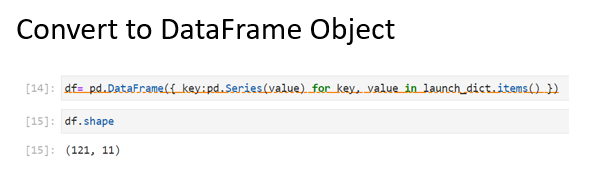 Convert to DataFrame Object
[14]: df= pd.DataFrame({ key:pd.Series(value) for key, value in launch_dict.items() })
[15]: df.shape
[15]: (121, 11)